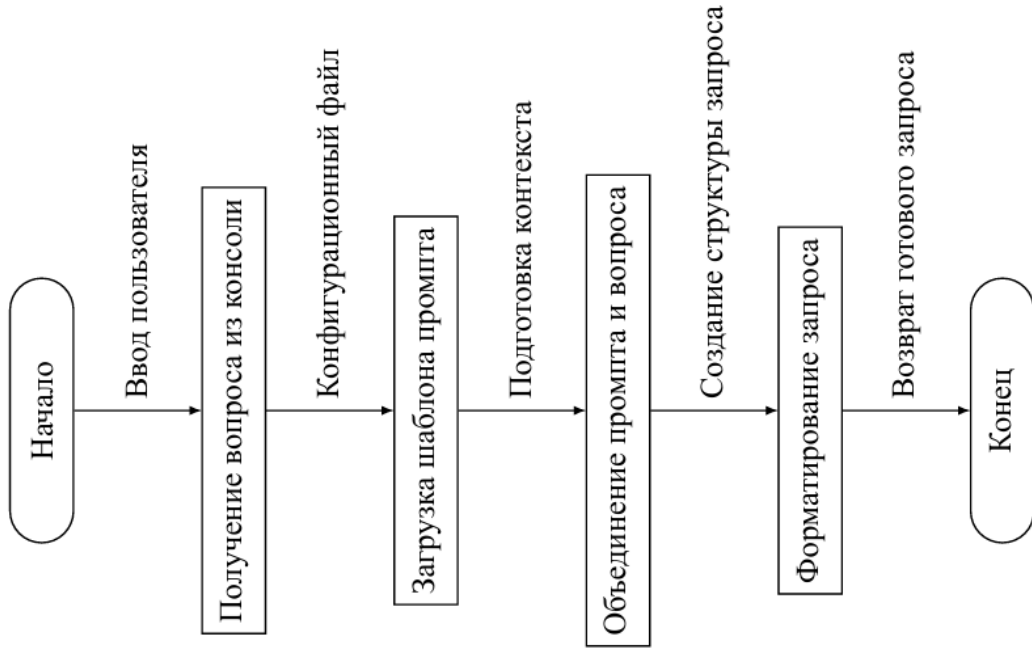 Начало
Ввод пользователя
Получение вопроса из консоли
Конфигурационный файл
Загрузка шаблона промпта
Подготовка контекста
Объединение промпта и вопроса
Создание структуры запроса
Форматирование запроса
Возврат готового запроса
Конец